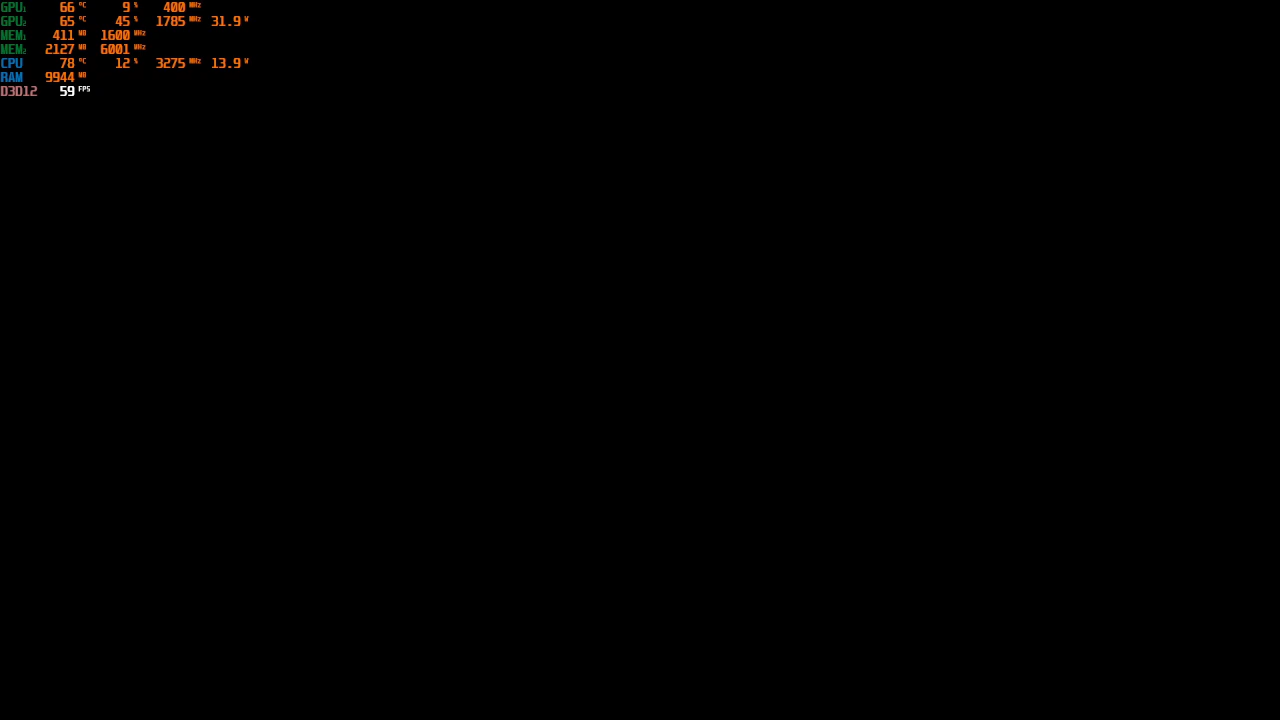 GPU1 66 °C 9 % 400 MHz
GPU2 65 °C 45 % 1785 MHz 31.9 W
MEM1 411 MB 1600 MHz
MEM2 2127 MB 6001 MHz
CPU 78 °C 12 % 3275 MHz 13.9 W
RAM 9944 MB
D3D12 59 FPS